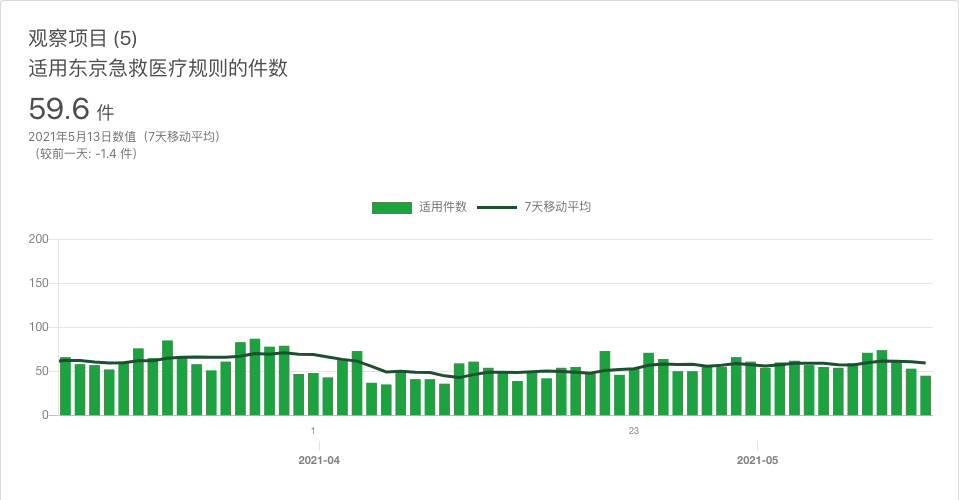 观察项目 (5)
适用东京急救医疗规则的件数
59.6 件
2021年5月13日数值（7天移动平均）
（较前一天: -1.4 件）
适用件数 7天移动平均
200
150
100
50
0
1 23
2021-04 2021-05